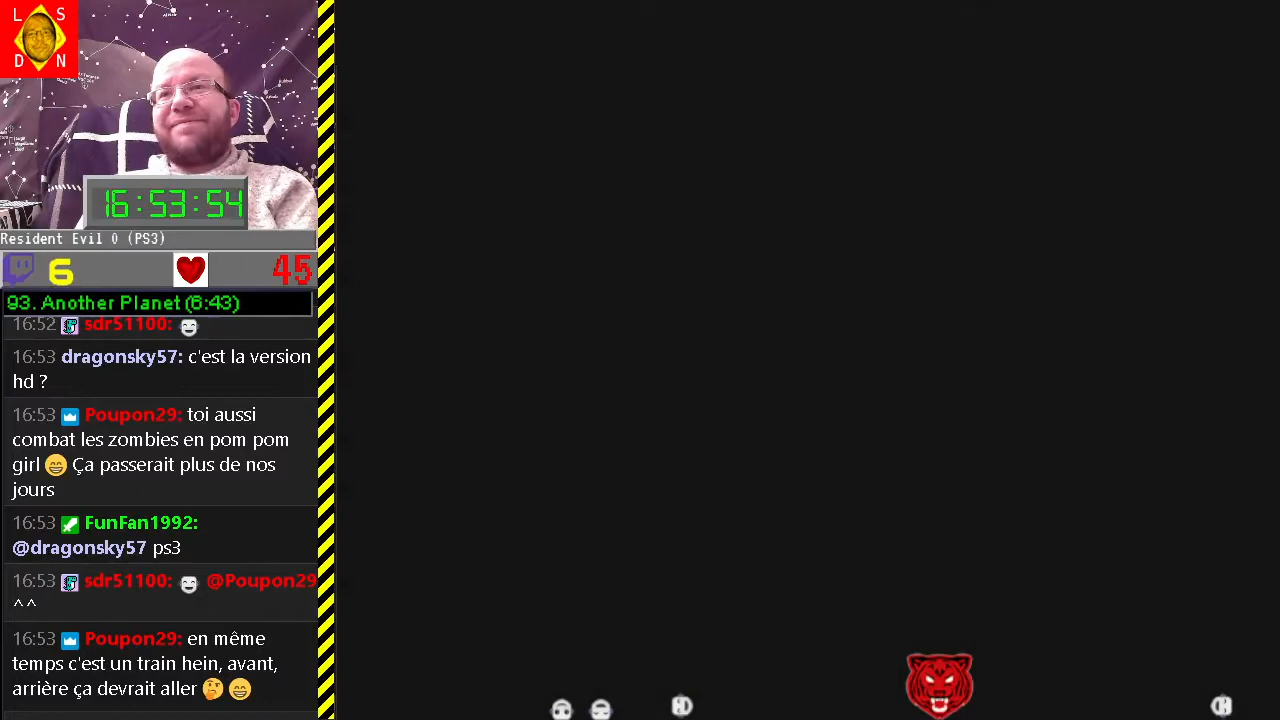 L S
D N
16:53:54
Resident Evil 0 (PS3)
6 45
93. Another Planet (6:43)
16:52 sdr51100:
16:53 dragonsky57: c'est la version
hd ?
16:53 Poupon29: toi aussi
combat les zombies en pom pom
girl 😄 Ça passerait plus de nos
jours
16:53 FunFan1992:
@dragonsky57 ps3
16:53 sdr51100: @Poupon29
^^
16:53 Poupon29: en même
temps c'est un train hein, avant,
arrière ça devrait aller 🤔 😄